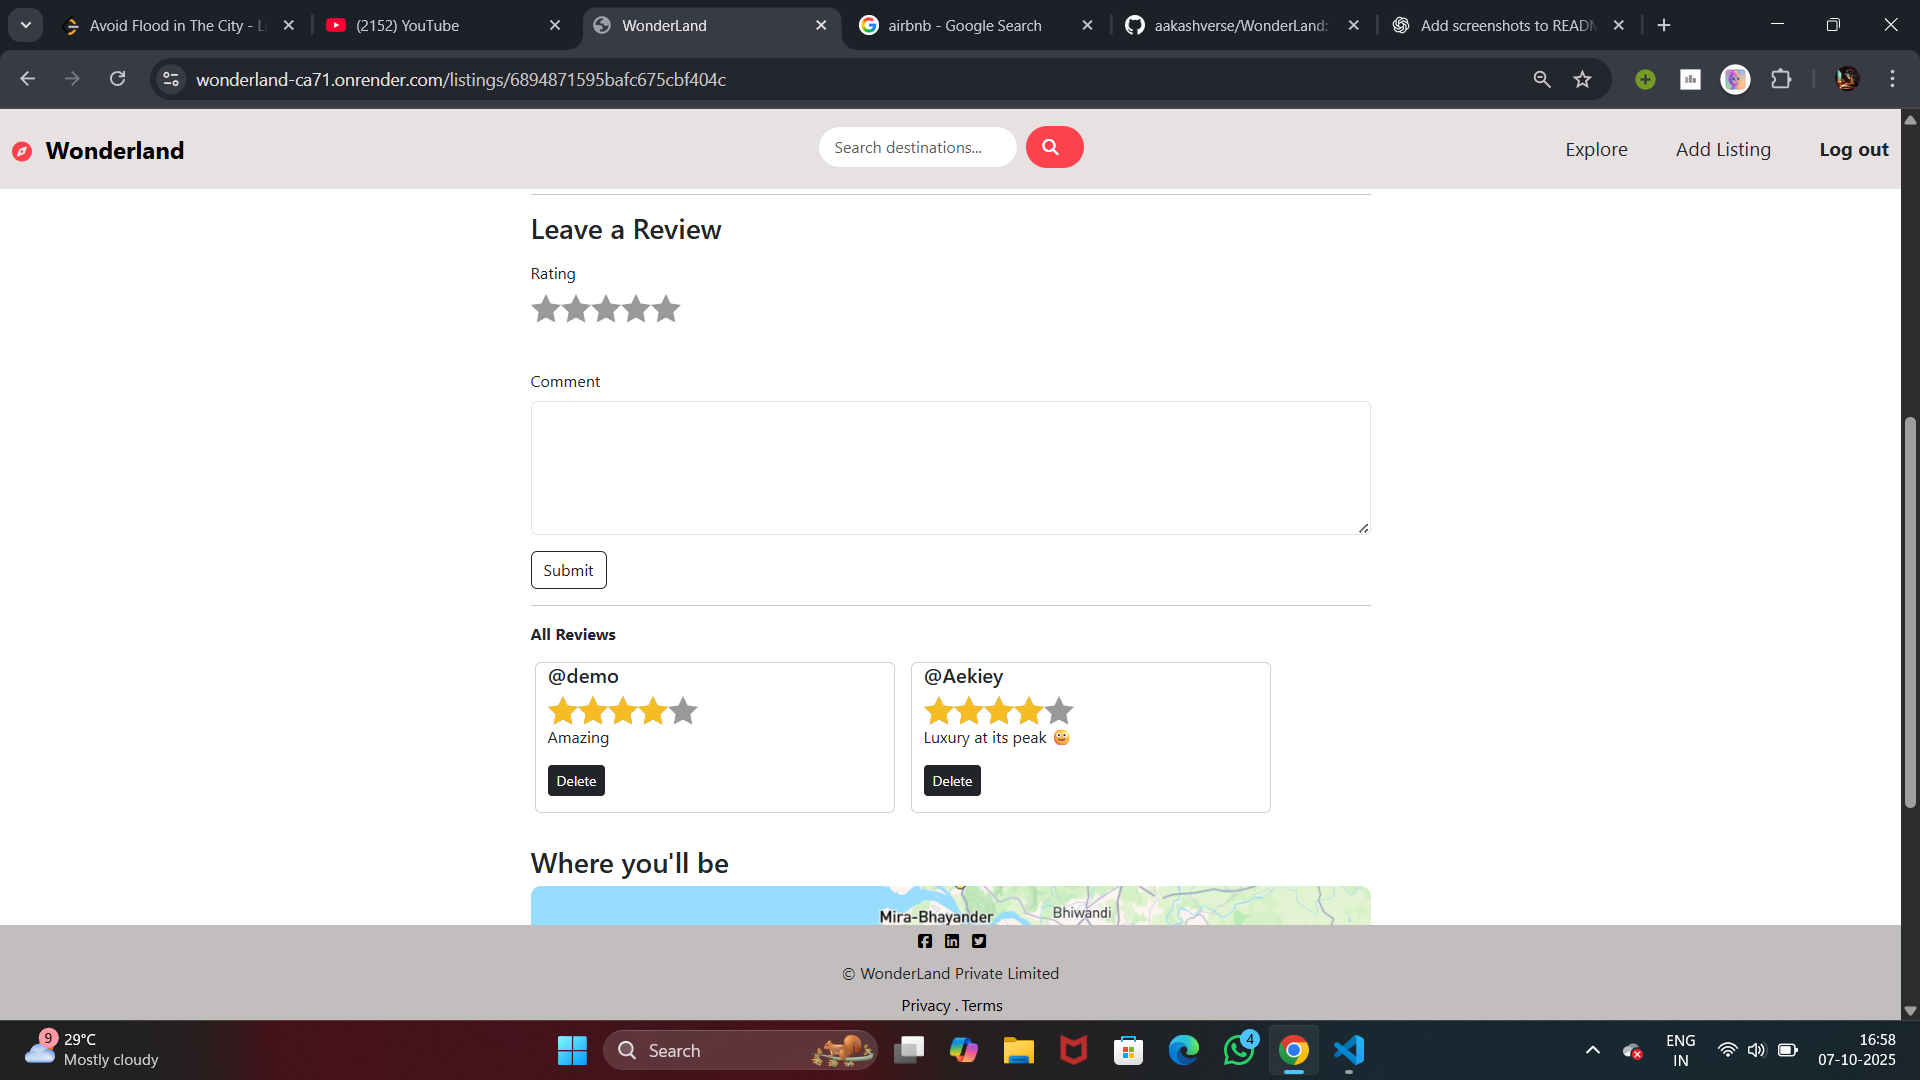 Avoid Flood in The City - L
(2152) YouTube
WonderLand
airbnb - Google Search
aakashverse/WonderLand:
Add screenshots to READM
wonderland-ca71.onrender.com/listings/6894871595bafc675cbf404c
Wonderland
Search destinations...
Explore
Add Listing
Log out
Leave a Review
Rating
Comment
Submit
All Reviews
@demo
Amazing
Delete
@Aekiey
Luxury at its peak 😀
Delete
Where you'll be
Mira-Bhayander
Bhiwandi
© WonderLand Private Limited
Privacy . Terms
9
29°C
Mostly cloudy
Search
4
ENG
IN
16:58
07-10-2025